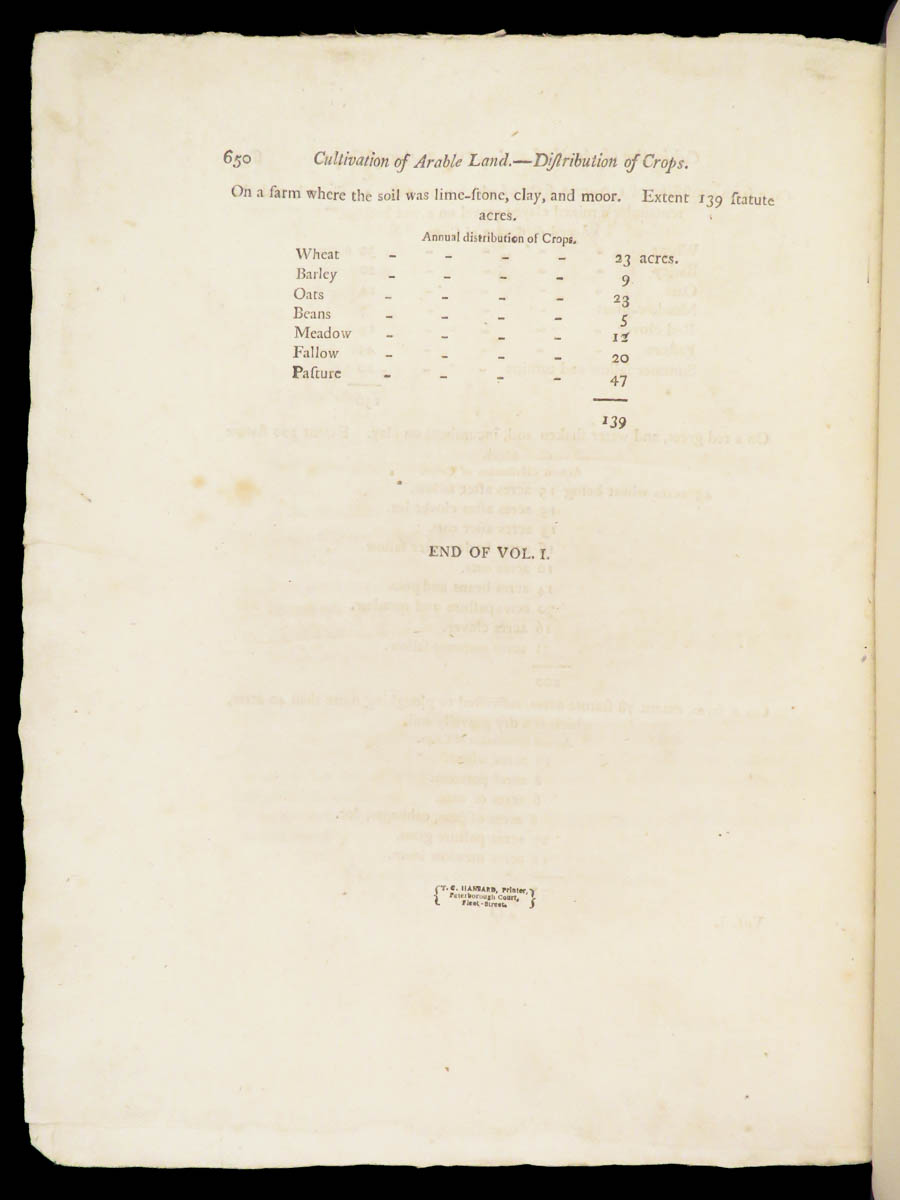 650 Cultivation of Arable Land.—Diſtribution of Crops.
On a farm where the soil was lime-ſtone, clay, and moor. Extent 139 ſtatute
acres.
Annual distribution of Crops.
Wheat - - - - 23 acres.
Barley - - - - 9
Oats - - - - 23
Beans - - - - 5
Meadow - - - - 12
Fallow - - - - 20
Paſture - - - - 47
139
END OF VOL. I.
T. C. HANSARD, Printer,
Peterborough Court,
Fleet-Street.